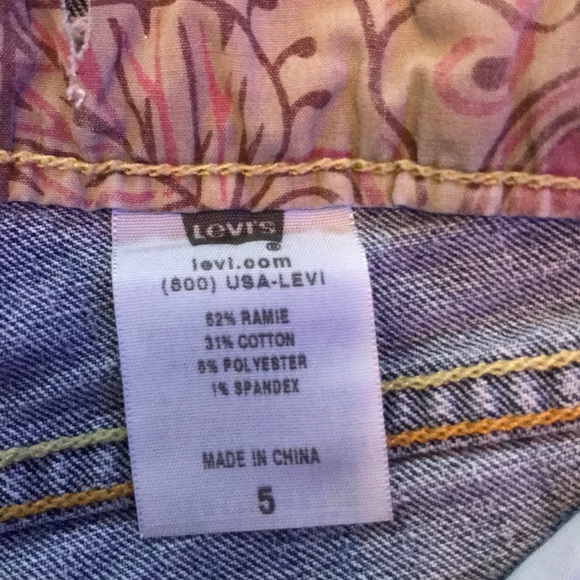 Levi's
®
levi.com
(800) USA-LEVI
62% RAMIE
31% COTTON
6% POLYESTER
1% SPANDEX
MADE IN CHINA
5